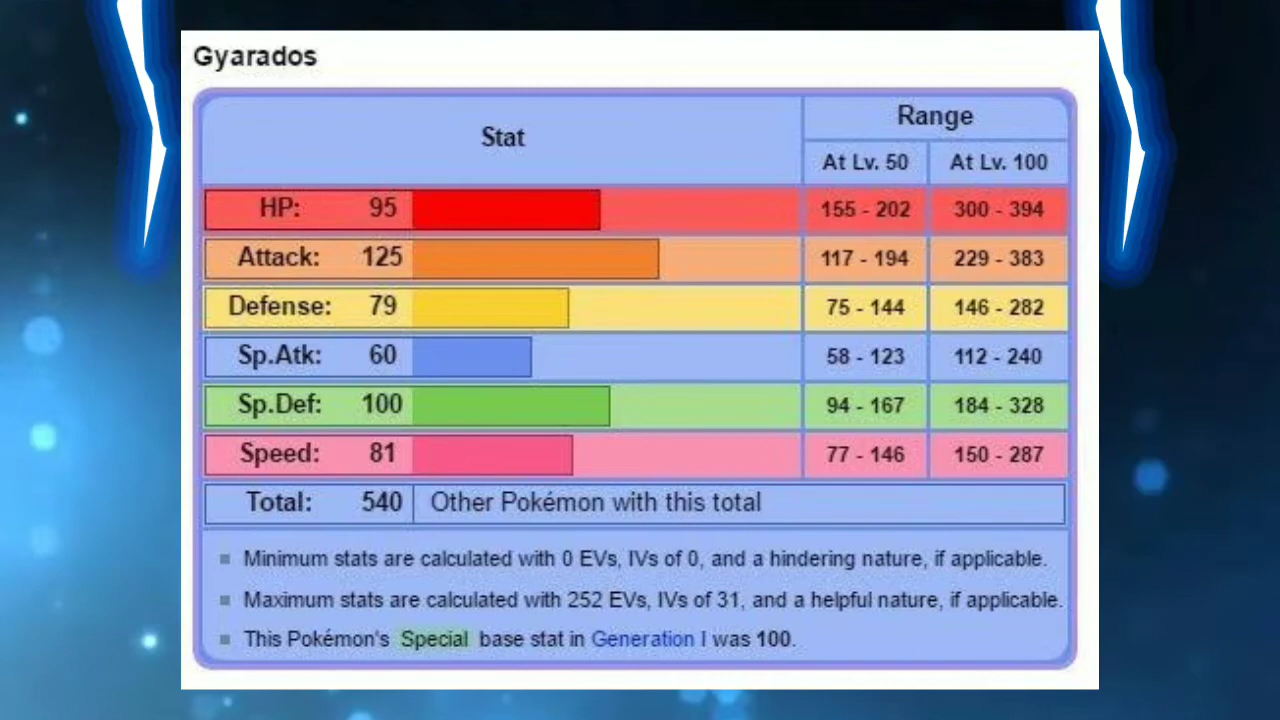 Gyarados
Stat
Range
At Lv. 50 At Lv. 100
HP: 95 155 - 202 300 - 394
Attack: 125 117 - 194 229 - 383
Defense: 79 75 - 144 146 - 282
Sp.Atk: 60 58 - 123 112 - 240
Sp.Def: 100 94 - 167 184 - 328
Speed: 81 77 - 146 150 - 287
Total: 540 Other Pokémon with this total
Minimum stats are calculated with 0 EVs, IVs of 0, and a hindering nature, if applicable.
Maximum stats are calculated with 252 EVs, IVs of 31, and a helpful nature, if applicable.
This Pokémon's Special base stat in Generation I was 100.